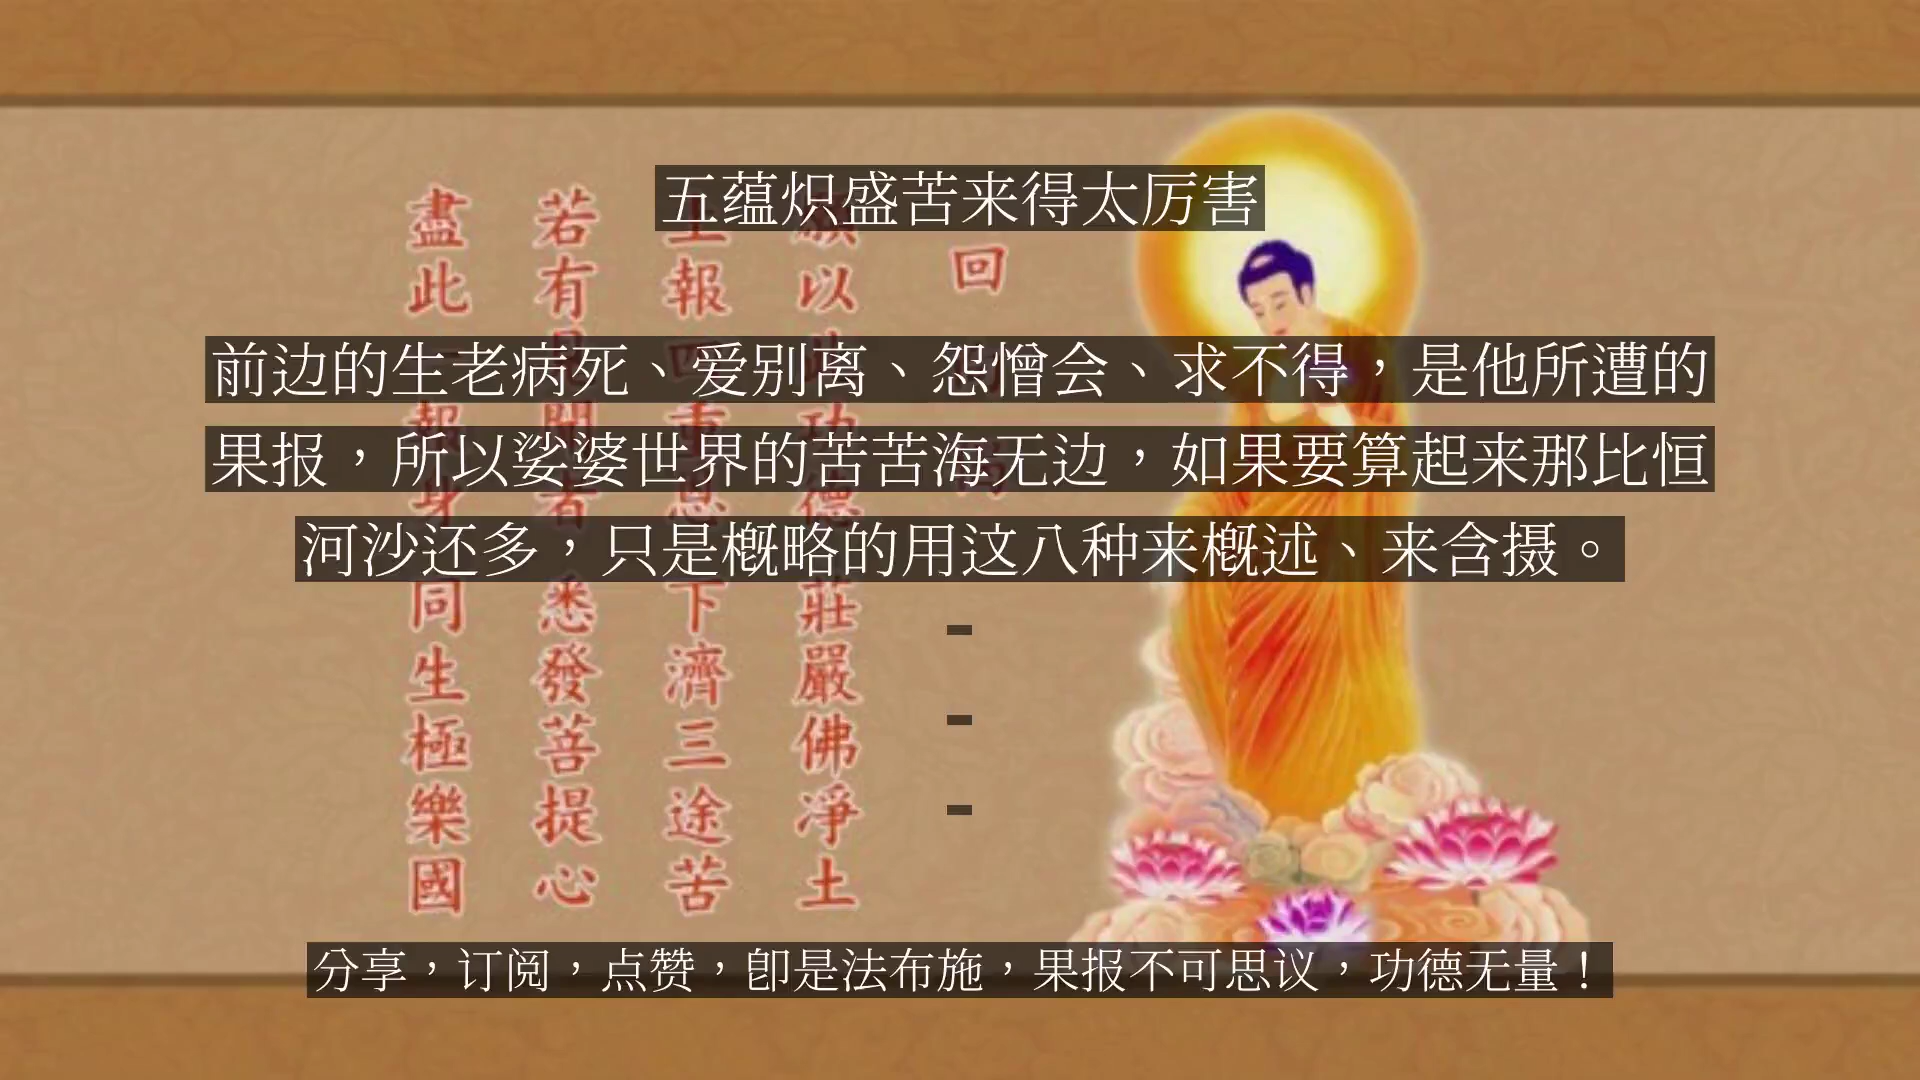 五蕴炽盛苦来得太厉害
前边的生老病死、爱别离、怨憎会、求不得，是他所遭的
果报，所以娑婆世界的苦苦海无边，如果要算起来那比恒
河沙还多，只是概略的用这八种来概述、来含摄。
-
-
-
分享，订阅，点赞，即是法布施，果报不可思议，功德无量！
回
願以此功德莊嚴佛凈土
上報四重恩下濟三途苦
若有見聞者悉發菩提心
盡此一報身同生極樂國